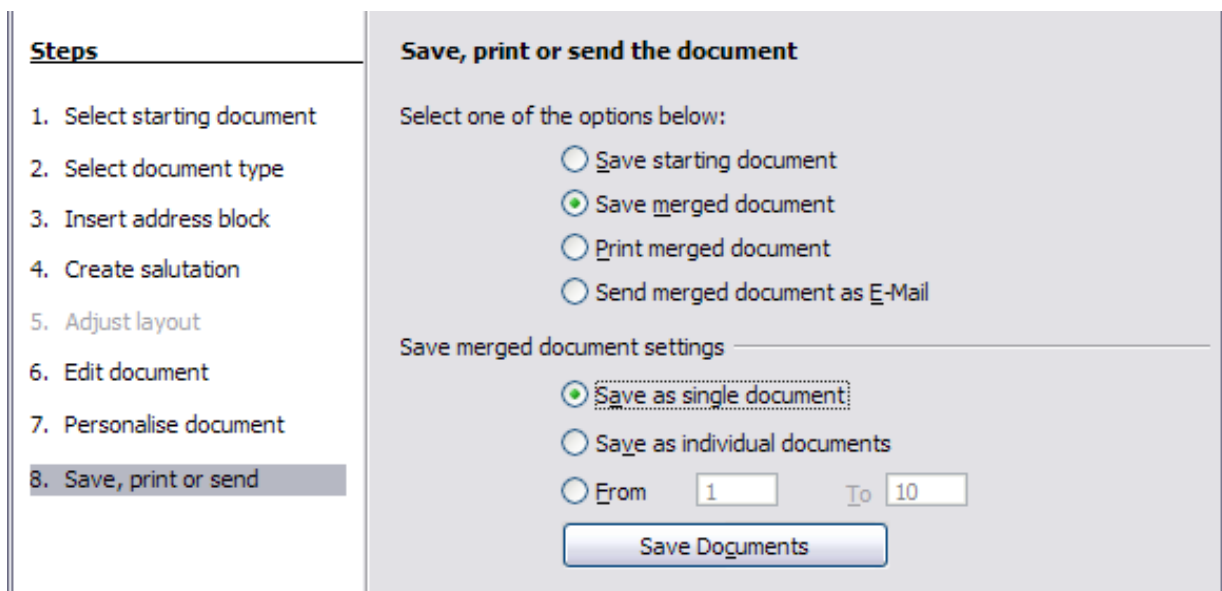 Steps
1. Select starting document
2. Select document type
3. Insert address block
4. Create salutation
5. Adjust layout
6. Edit document
7. Personalise document
8. Save, print or send
Save, print or send the document
Select one of the options below:
Save starting document
Save merged document
Print merged document
Send merged document as E-Mail
Save merged document settings
Save as single document
Save as individual documents
From 1 To 10
Save Documents